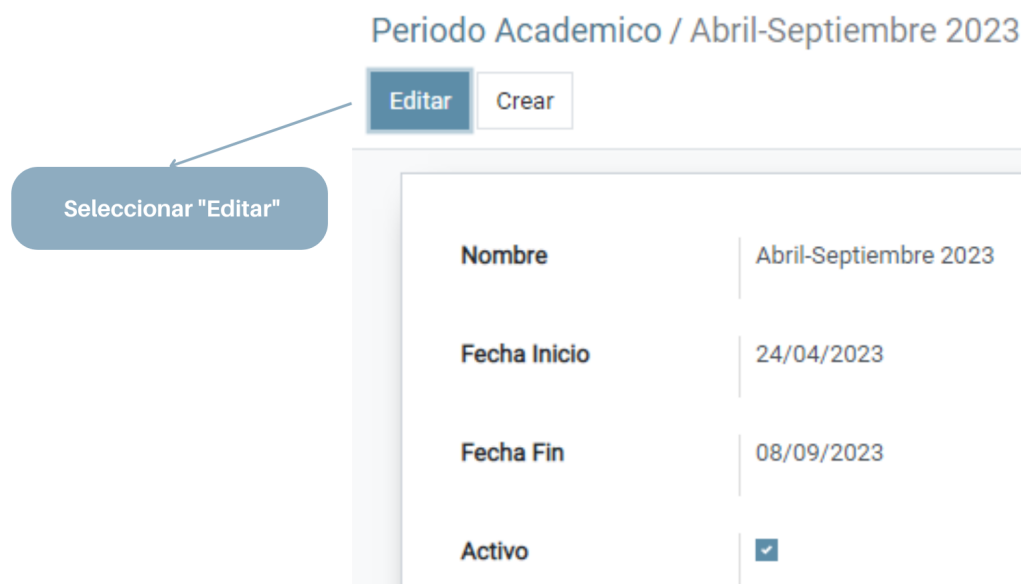 Periodo Academico / Abril-Septiembre 2023
Editar Crear
Seleccionar "Editar"
Nombre Abril-Septiembre 2023
Fecha Inicio 24/04/2023
Fecha Fin 08/09/2023
Activo